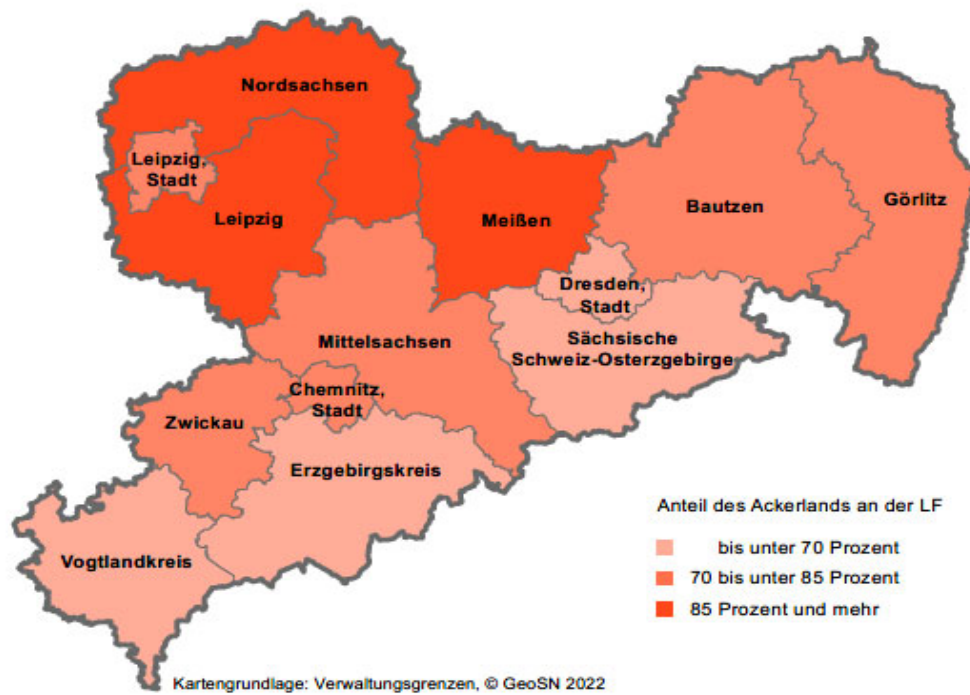 Nordsachsen
Leipzig,
Stadt
Leipzig
Meißen
Bautzen
Görlitz
Dresden,
Stadt
Mittelsachsen
Sächsische
Schweiz-Osterzgebirge
Chemnitz,
Stadt
Zwickau
Erzgebirgskreis
Vogtlandkreis
Anteil des Ackerlands an der LF
bis unter 70 Prozent
70 bis unter 85 Prozent
85 Prozent und mehr
Kartengrundlage: Verwaltungsgrenzen, © GeoSN 2022